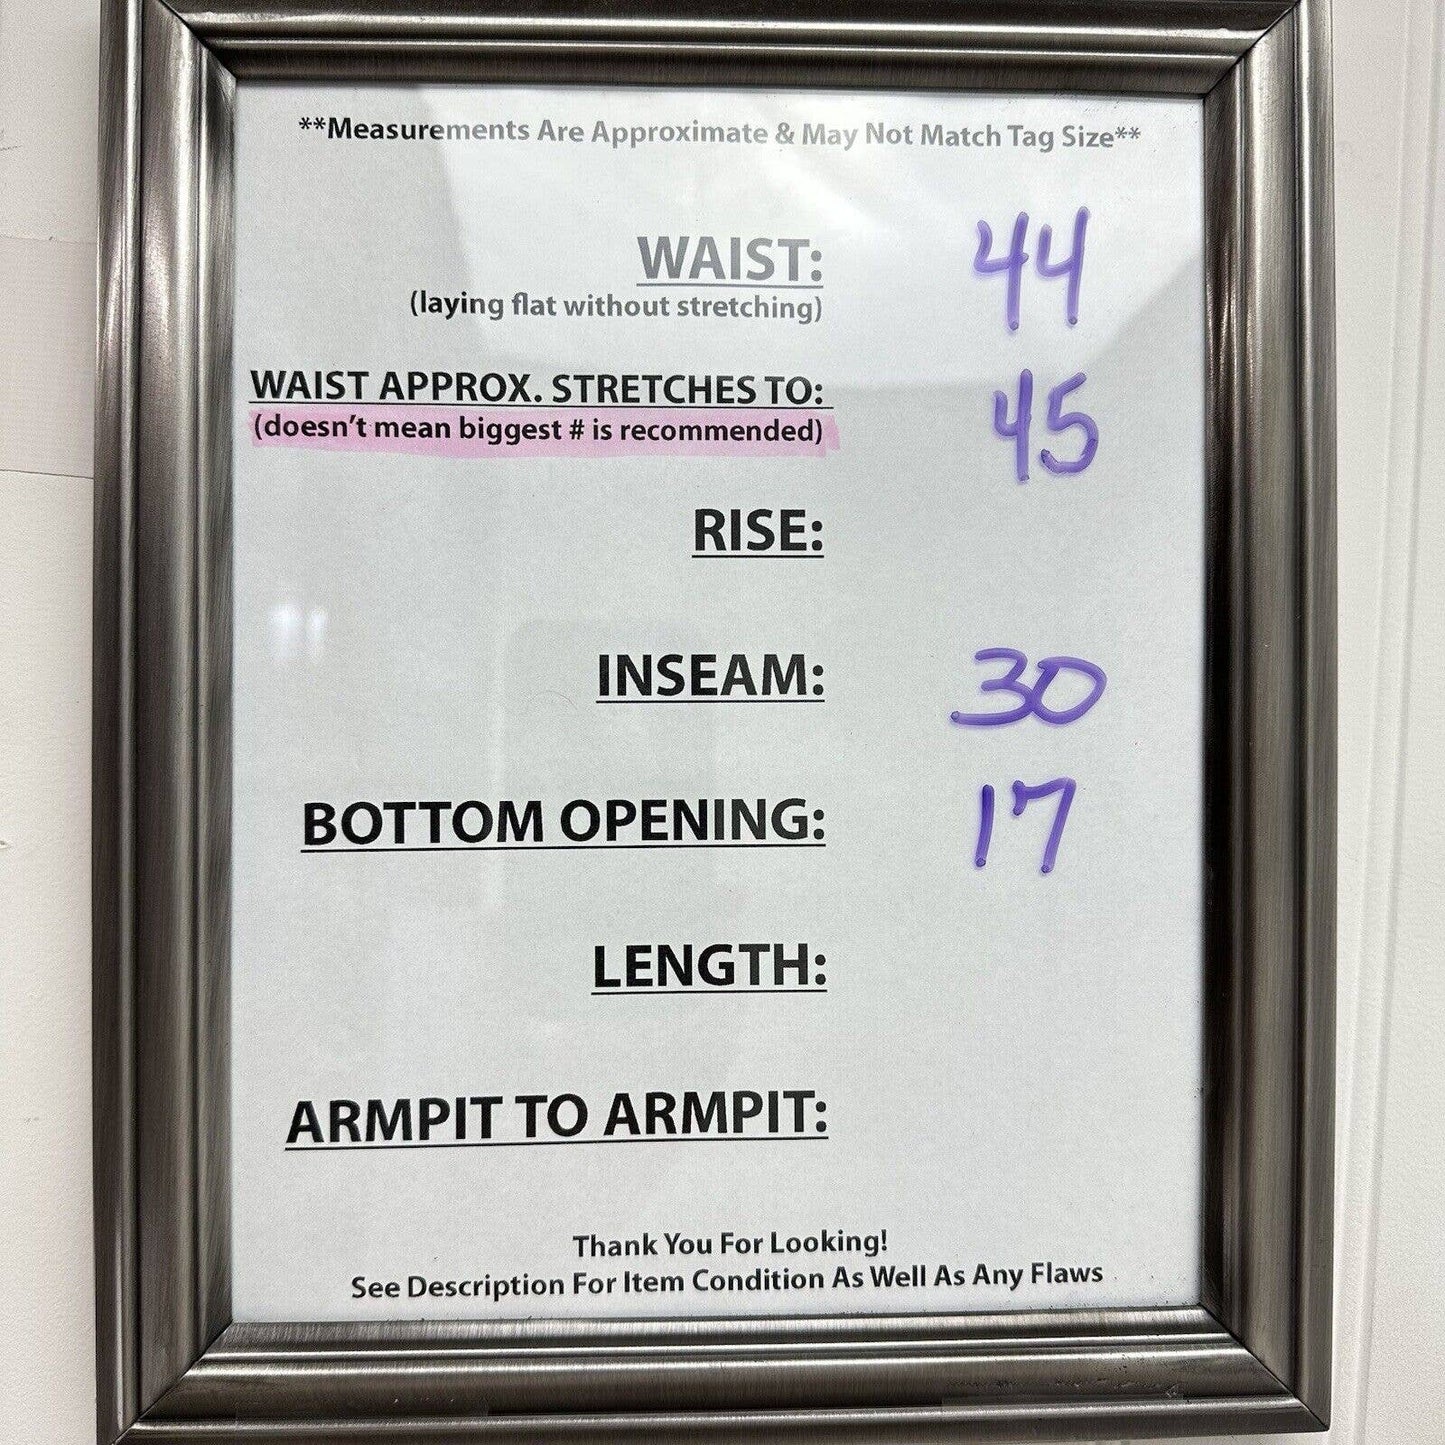 **Measurements Are Approximate & May Not Match Tag Size**
WAIST: 44
(laying flat without stretching)
WAIST APPROX. STRETCHES TO: 45
(doesn't mean biggest # is recommended)
RISE:
INSEAM: 30
BOTTOM OPENING: 17
LENGTH:
ARMPIT TO ARMPIT:
Thank You For Looking!
See Description For Item Condition As Well As Any Flaws